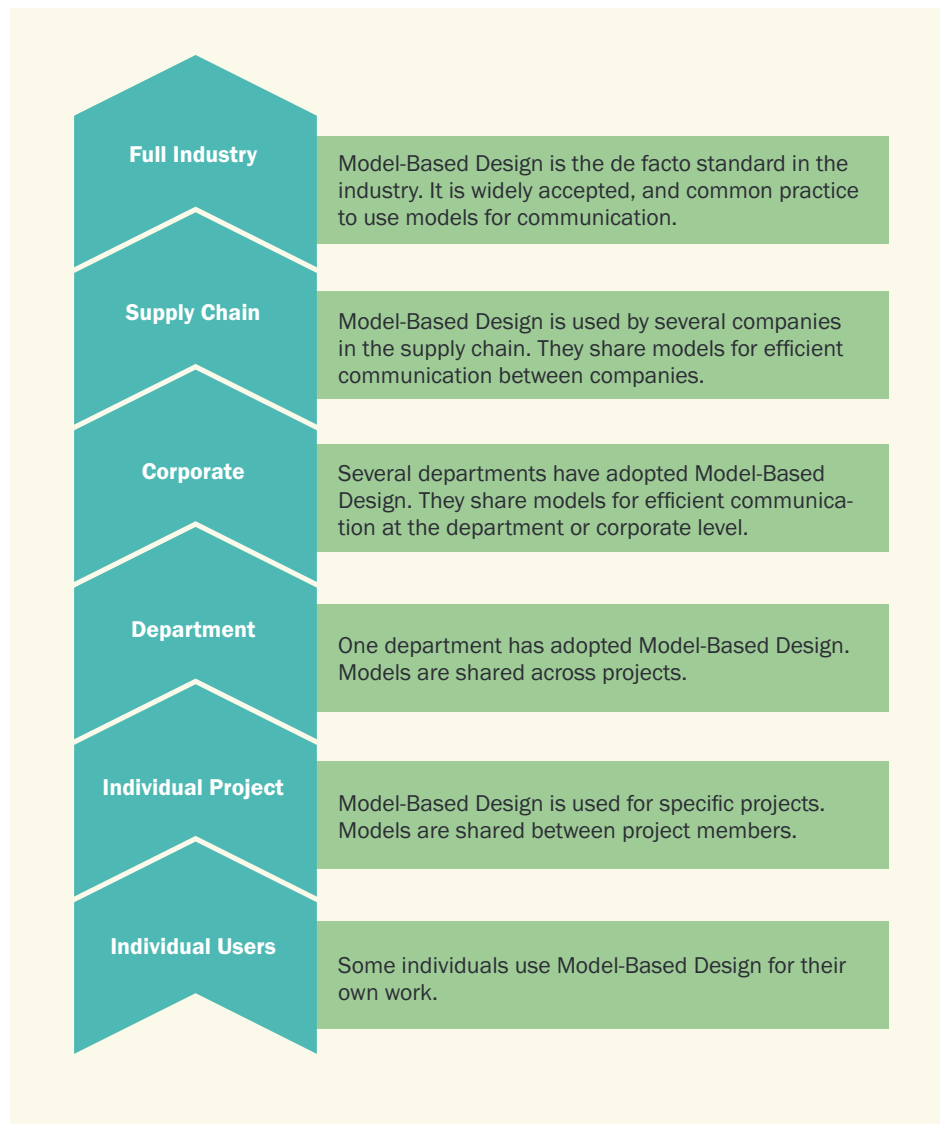 Full Industry
Model-Based Design is the de facto standard in the
industry. It is widely accepted, and common practice
to use models for communication.
Supply Chain
Model-Based Design is used by several companies
in the supply chain. They share models for efficient
communication between companies.
Corporate
Several departments have adopted Model-Based
Design. They share models for efficient communica-
tion at the department or corporate level.
Department
One department has adopted Model-Based Design.
Models are shared across projects.
Individual Project
Model-Based Design is used for specific projects.
Models are shared between project members.
Individual Users
Some individuals use Model-Based Design for their
own work.